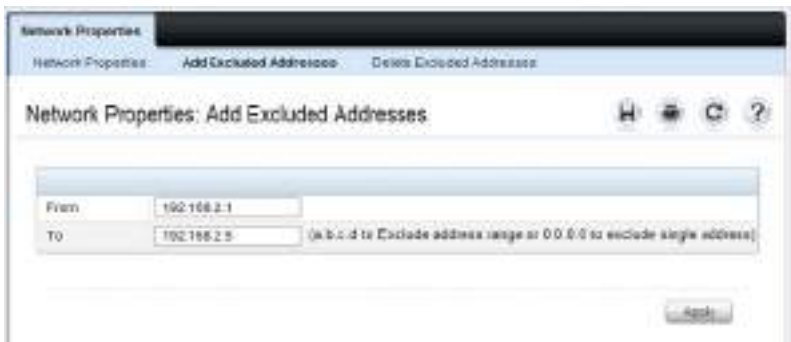 Network Properties
Network Properties Add Excluded Addresses Delete Excluded Addresses
Network Properties: Add Excluded Addresses
From 192.168.2.1
To 192.168.2.5 (a.b.c.d to Exclude address range or 0.0.0.0 to exclude single address)
Apply